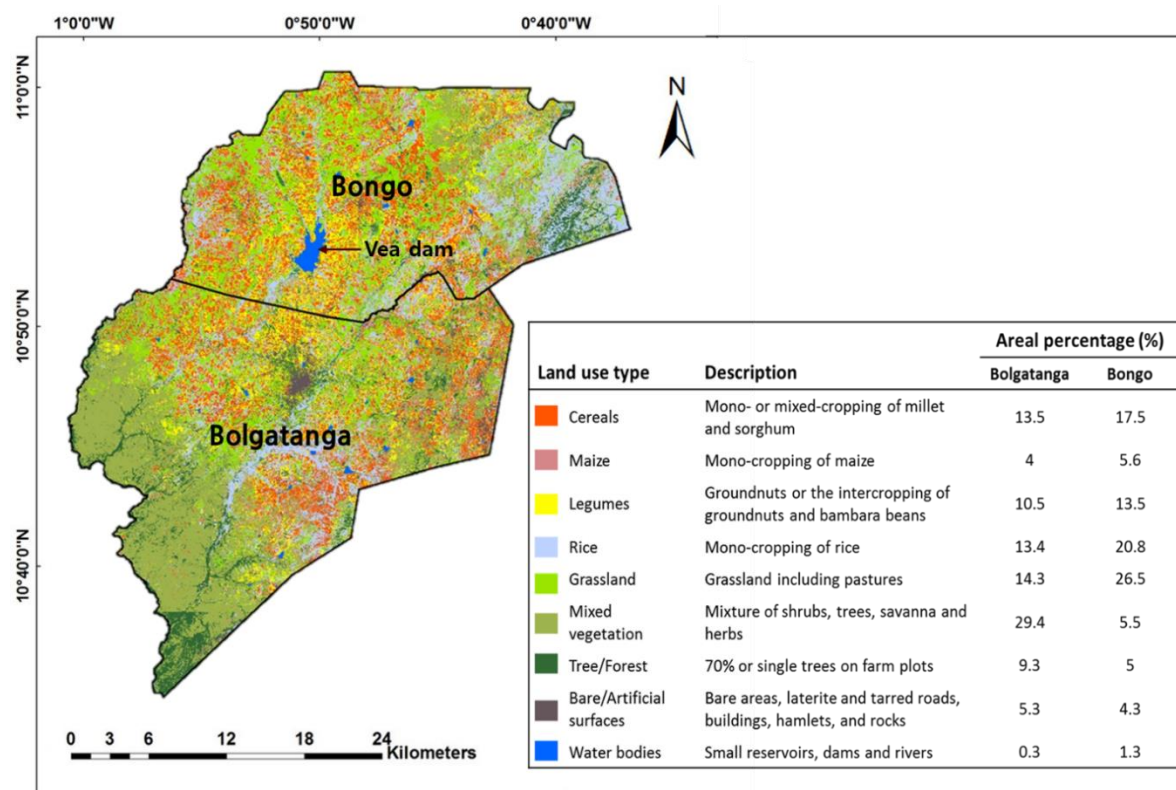 1°0'0"W 0°50'0"W 0°40'0"W
11°0'0"N
N
Bongo
Vea dam
10°50'0"N
Bolgatanga
10°40'0"N
0 3 6 12 18 24
Kilometers
Areal percentage (%)
Land use type Description Bolgatanga Bongo
Cereals Mono- or mixed-cropping of millet 13.5 17.5
and sorghum
Maize Mono-cropping of maize 4 5.6
Legumes Groundnuts or the intercropping of 10.5 13.5
groundnuts and bambara beans
Rice Mono-cropping of rice 13.4 20.8
Grassland Grassland including pastures 14.3 26.5
Mixed Mixture of shrubs, trees, savanna and 29.4 5.5
vegetation herbs
Tree/Forest 70% or single trees on farm plots 9.3 5
Bare/Artificial Bare areas, laterite and tarred roads, 5.3 4.3
surfaces buildings, hamlets, and rocks
Water bodies Small reservoirs, dams and rivers 0.3 1.3